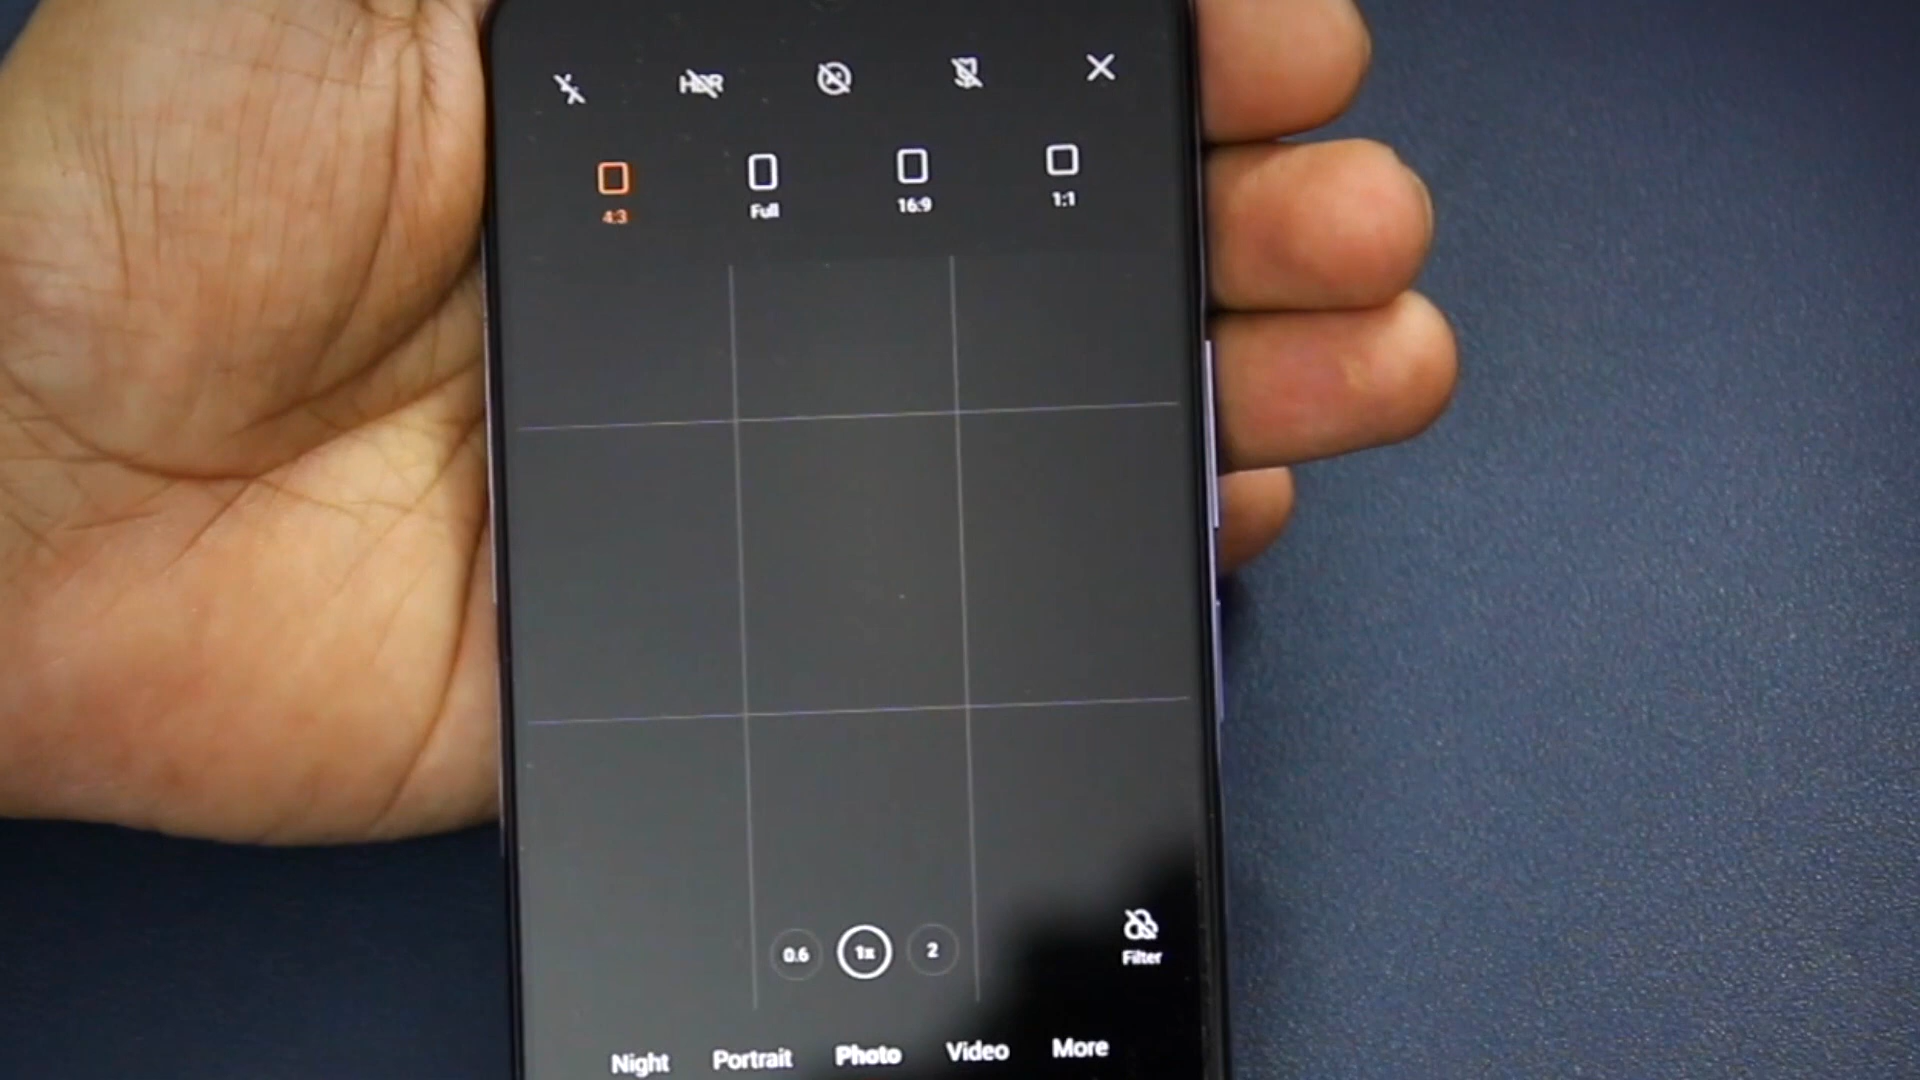 HDR
4:3 Full 16:9 1:1
0.6 1x 2
Filter
Night Portrait Photo Video More